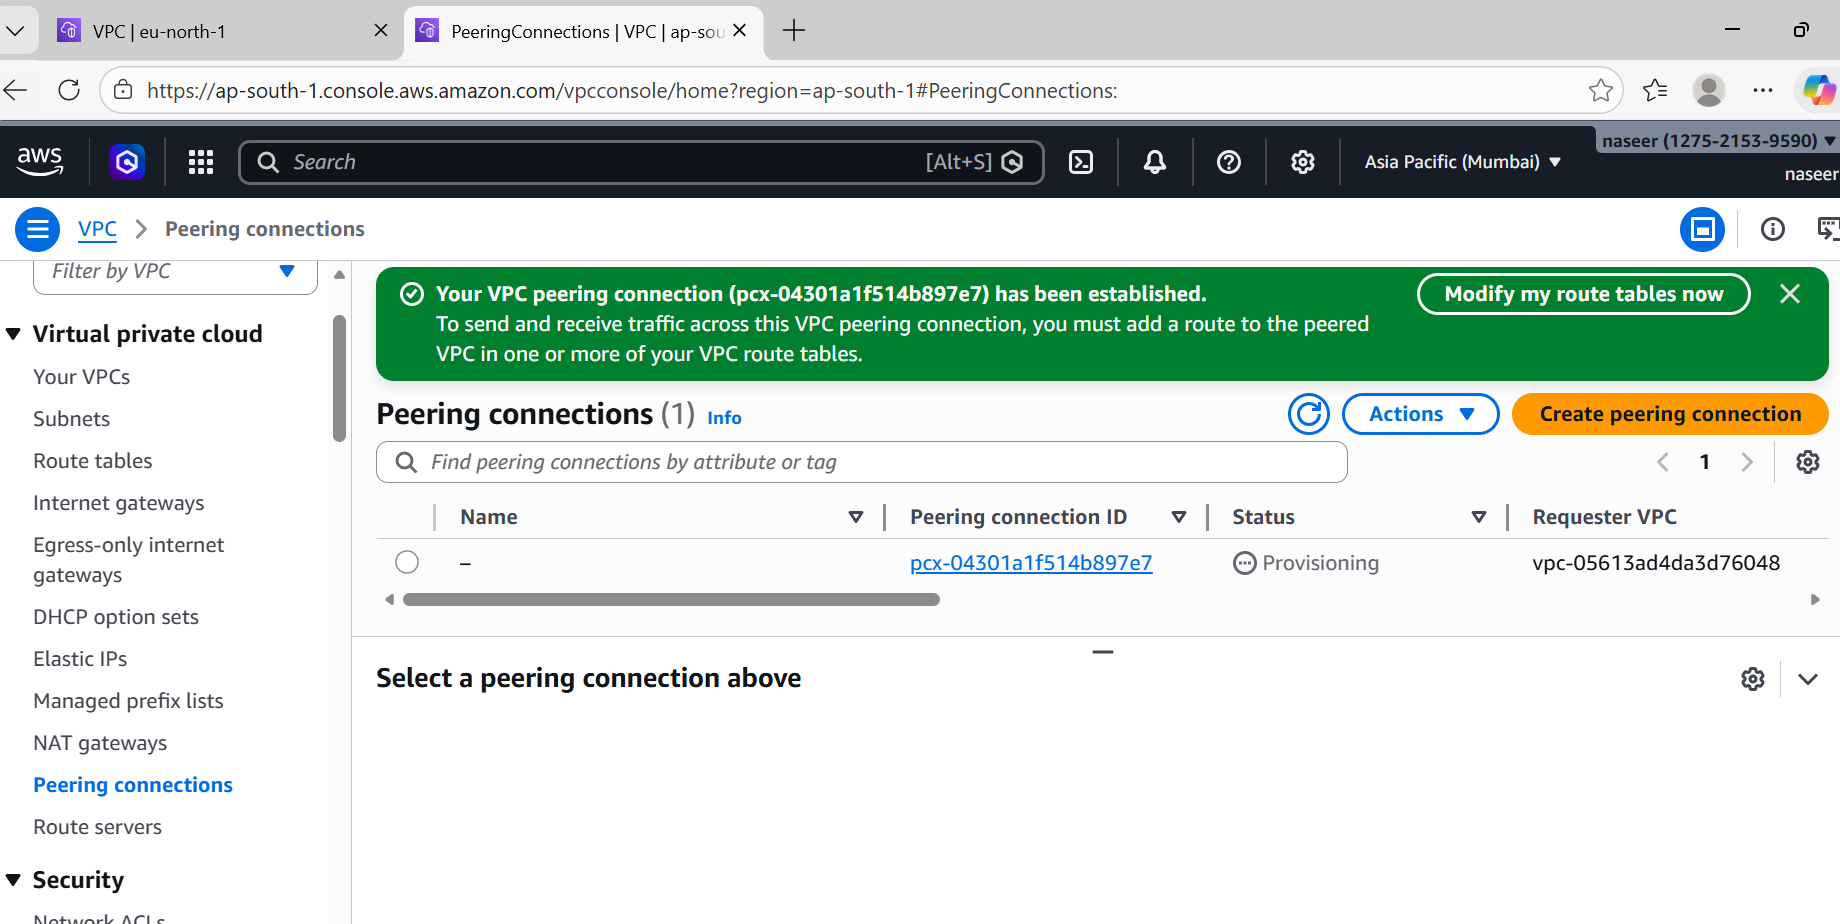 VPC | eu-north-1
PeeringConnections | VPC | ap-sou
https://ap-south-1.console.aws.amazon.com/vpcconsole/home?region=ap-south-1#PeeringConnections:
aws
Search
[Alt+S]
Asia Pacific (Mumbai)
naseer (1275-2153-9590)
naseer
VPC
Peering connections
Filter by VPC
Virtual private cloud
Your VPCs
Subnets
Route tables
Internet gateways
Egress-only internet
gateways
DHCP option sets
Elastic IPs
Managed prefix lists
NAT gateways
Peering connections
Route servers
Security
Network ACLs
Your VPC peering connection (pcx-04301a1f514b897e7) has been established.
To send and receive traffic across this VPC peering connection, you must add a route to the peered
VPC in one or more of your VPC route tables.
Modify my route tables now
Peering connections (1) Info
Actions
Create peering connection
Find peering connections by attribute or tag
1
Name
Peering connection ID
Status
Requester VPC
–
pcx-04301a1f514b897e7
Provisioning
vpc-05613ad4da3d76048
Select a peering connection above